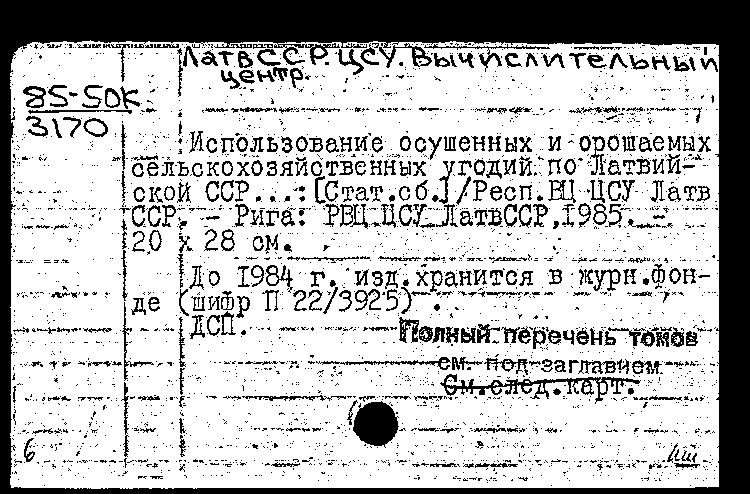 ЛатвССР. ЦСУ. Вычислительный
центр.
85-50К
3170
Использование осушенных и орошаемых
сельскохозяйственных угодий по Латвий-
ской ССР...: [Стат.сб.]/Респ.ВЦ ЦСУ Латв
ССР. - Рига: РВЦ ЦСУ ЛатвССР,1985. -
20 х 28 см.
До 1984 г. изд.хранится в журн.фон-
де (шифр П 22/3925) .
ДСП.
Полный перечень томов
см. под заглавием
См.след.карт.
6